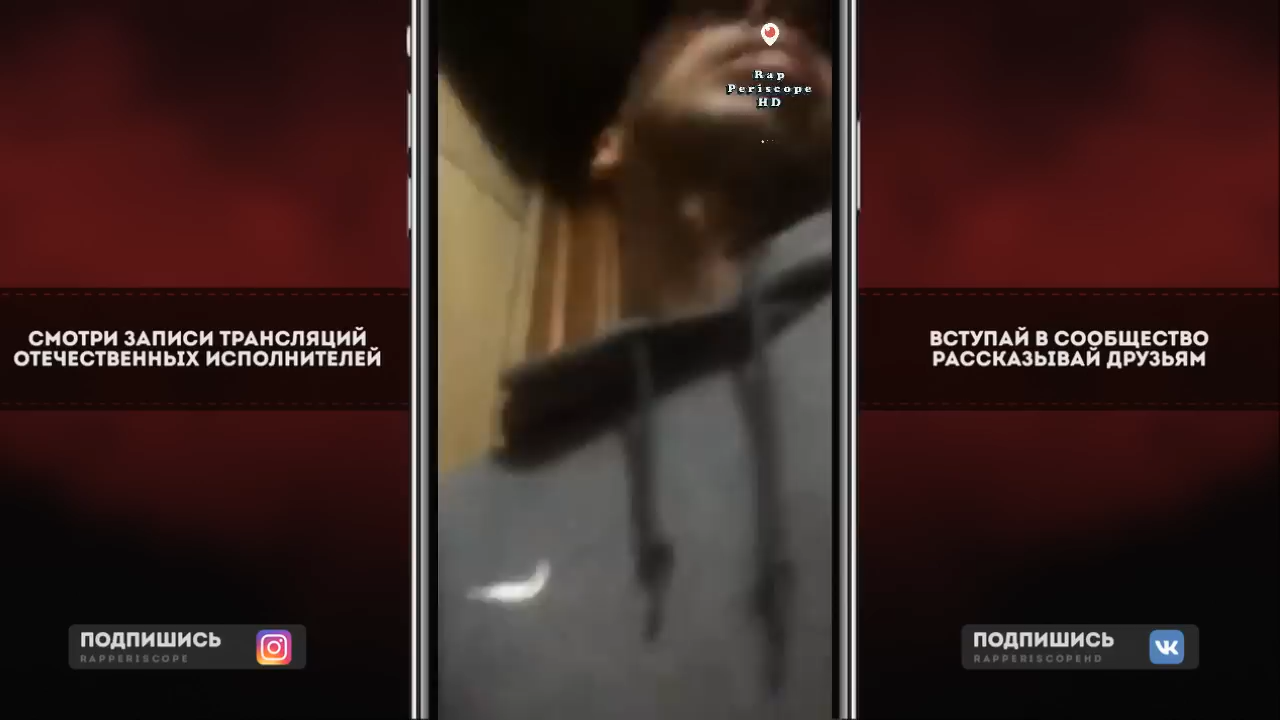 Rap
Periscope
HD
СМОТРИ ЗАПИСИ ТРАНСЛЯЦИЙ
ОТЕЧЕСТВЕННЫХ ИСПОЛНИТЕЛЕЙ
ВСТУПАЙ В СООБЩЕСТВО
РАССКАЗЫВАЙ ДРУЗЬЯМ
ПОДПИШИСЬ
RAPPERISCOPE
ПОДПИШИСЬ
RAPPERISCOPEHD